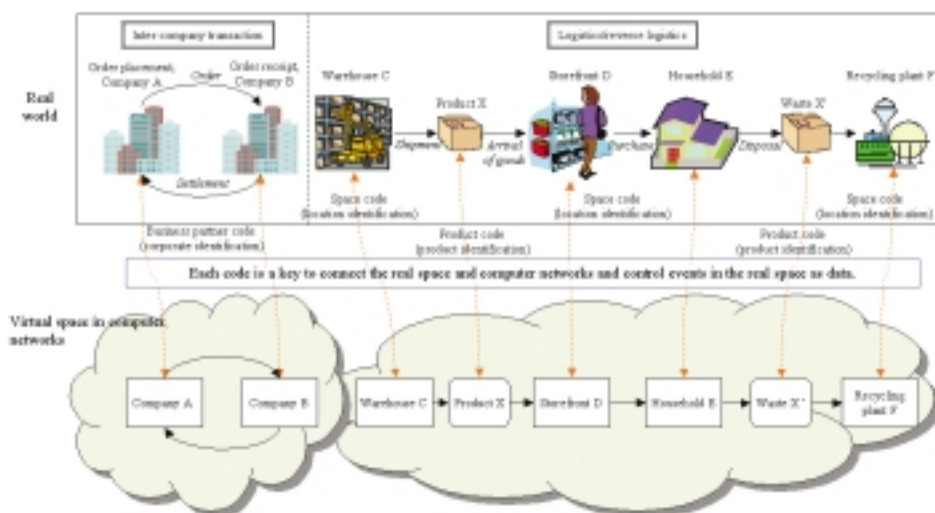 Inter company transaction
Logistics/reverse logistics
Order placement,
Company A
Order
Order receipt,
Company B
Warehouse C
Storefront D
Household E
Recycling plant F
Product X
Waste X'
Real
world
Shipment
Arrival
of goods
Purchase
Disposal
Settlement
Space code
(location identification)
Space code
(location identification)
Space code
(location identification)
Business partner code
(corporate identification)
Product code
(product identification)
Product code
(product identification)
Each code is a key to connect the real space and computer networks and control events in the real space as data.
Virtual space in computer
networks
Company A
Company B
Warehouse C
Product X
Storefront D
Household E
Waste X'
Recycling
plant F